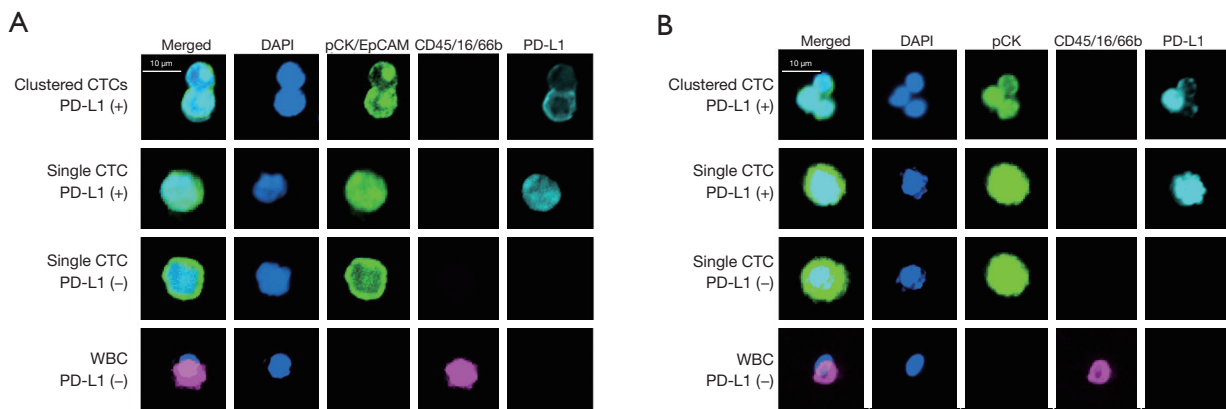 A
Merged DAPI pCK/EpCAM CD45/16/66b PD-L1
10 μm
Clustered CTCs
PD-L1 (+)
Single CTC
PD-L1 (+)
Single CTC
PD-L1 (−)
WBC
PD-L1 (−)
B
Merged DAPI pCK CD45/16/66b PD-L1
10 μm
Clustered CTC
PD-L1 (+)
Single CTC
PD-L1 (+)
Single CTC
PD-L1 (−)
WBC
PD-L1 (−)